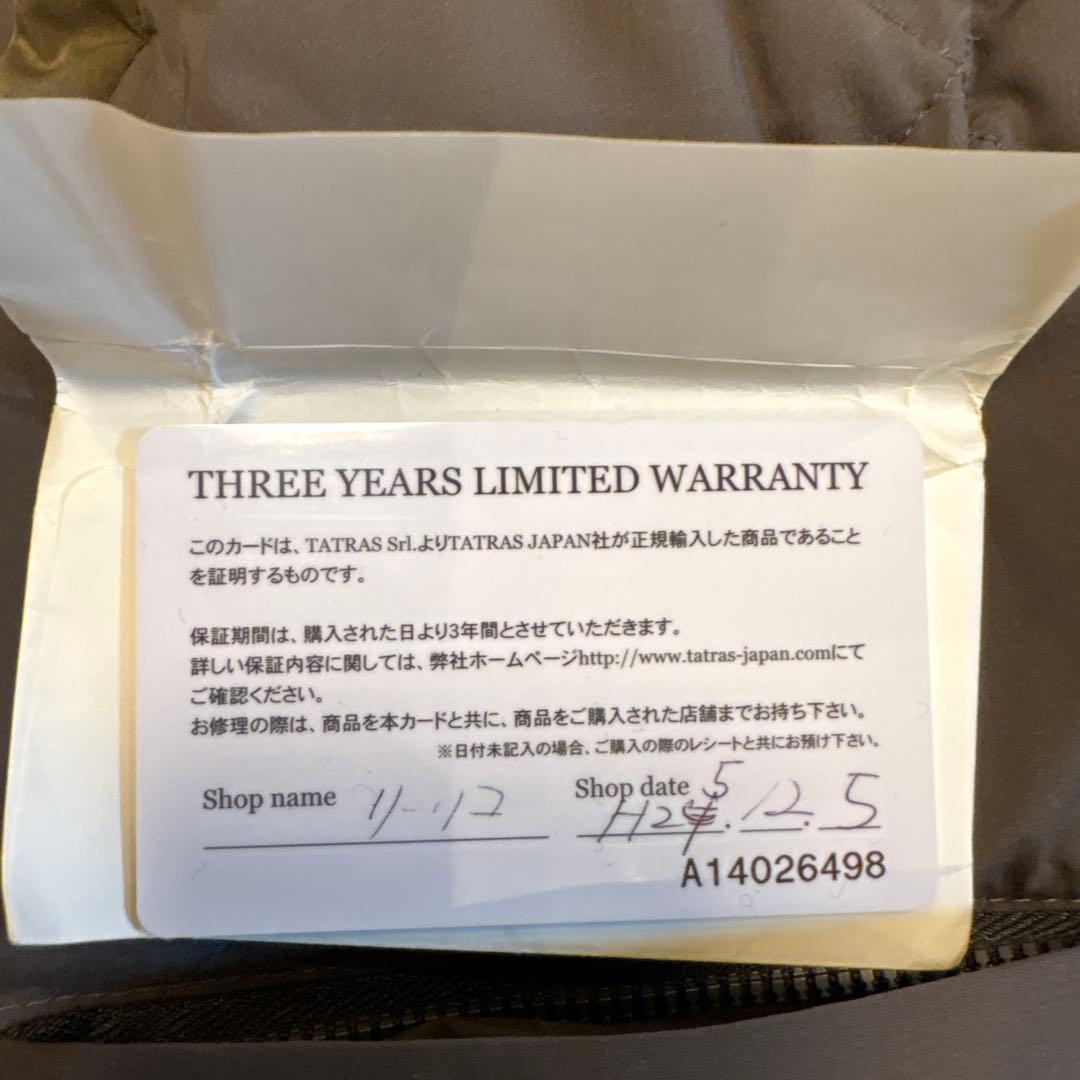 THREE YEARS LIMITED WARRANTY
このカードは、TATRAS Srl.よりTATRAS JAPAN社が正規輸入した商品であること
を証明するものです。
保証期間は、購入された日より3年間とさせていただきます。
詳しい保証内容に関しては、弊社ホームページhttp://www.tatras-japan.comにて
ご確認ください。
お修理の際は、商品を本カードと共に、商品をご購入された店舗までお持ち下さい。
※日付未記入の場合、ご購入の際のレシートと共にお預け下さい。
Shop name
Shop date H25.12.5
A14026498